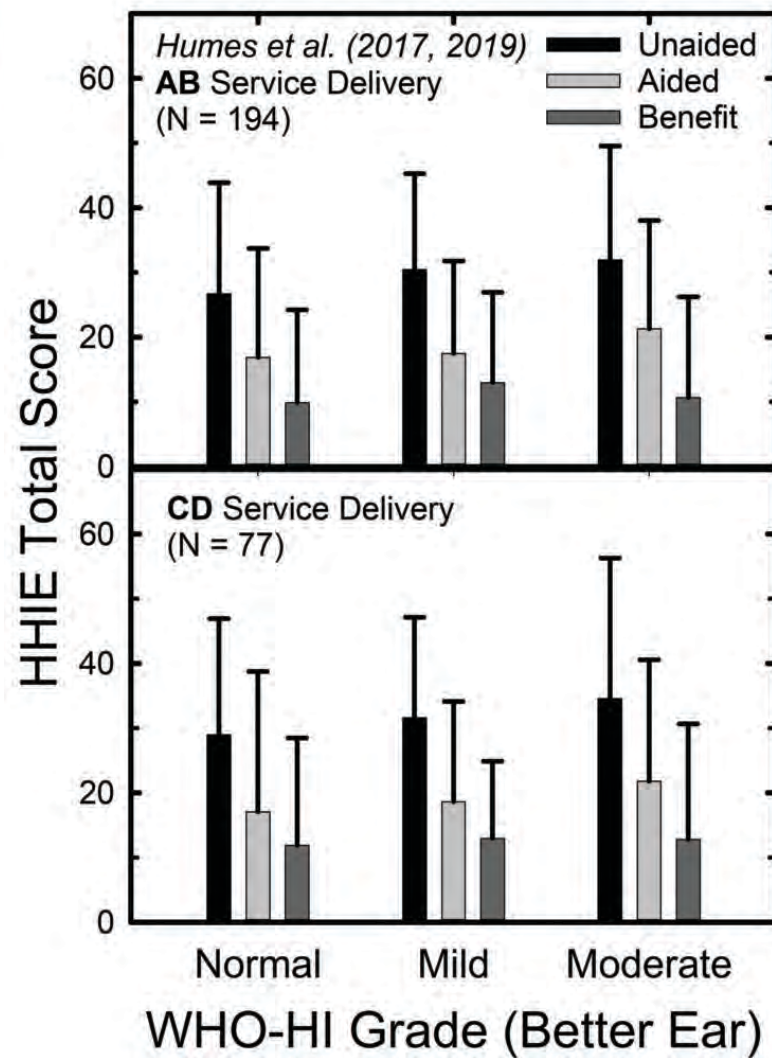 HHIE Total Score
60
40
20
0
Humes et al. (2017, 2019)
AB Service Delivery
(N = 194)
Unaided
Aided
Benefit
60
40
20
0
CD Service Delivery
(N = 77)
Normal Mild Moderate
WHO-HI Grade (Better Ear)